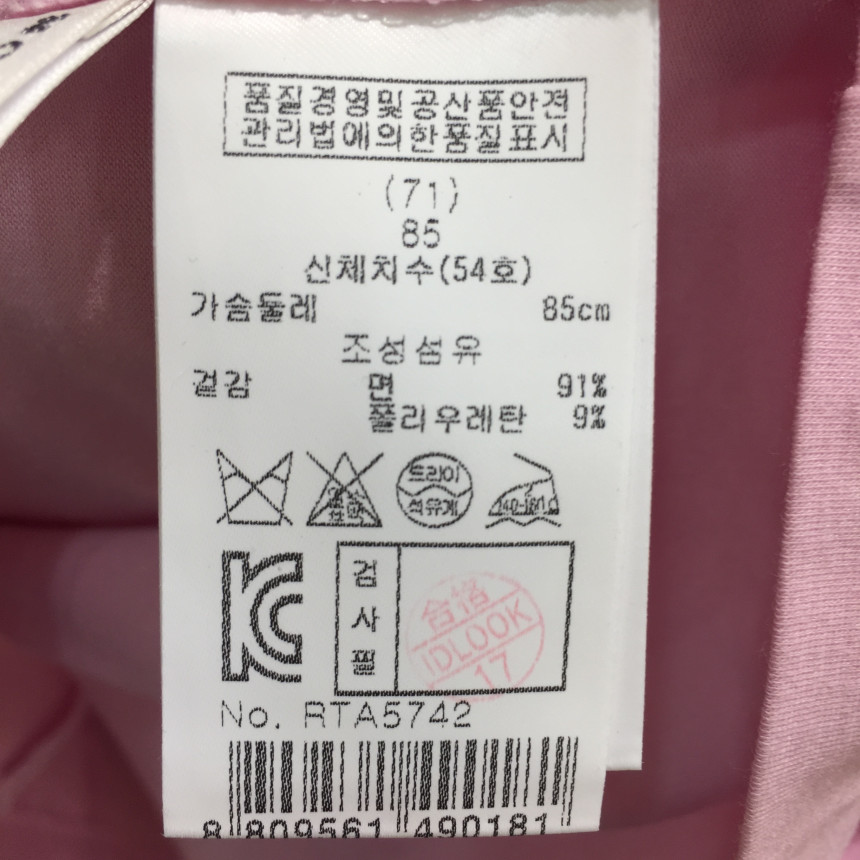 품질경영및공산품안전
관리법에의한품질표시
(71)
85
신체치수(54호)
가슴둘레 85cm
조성섬유
겉감 면 91%
폴리우레탄 9%
드라이
석유계
검사필
合格
IDLOOK
17
No. RTA5742
8 809561 490181